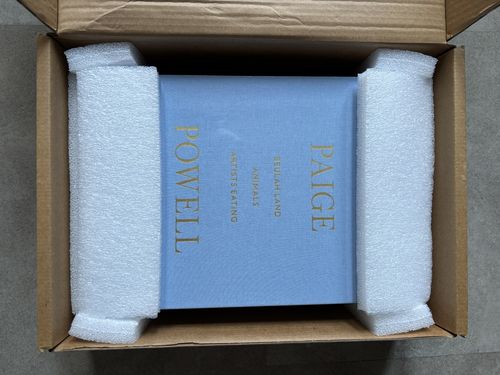 PAIGE
BEULAH LAND
ANIMALS
ARTISTS EATING
POWELL